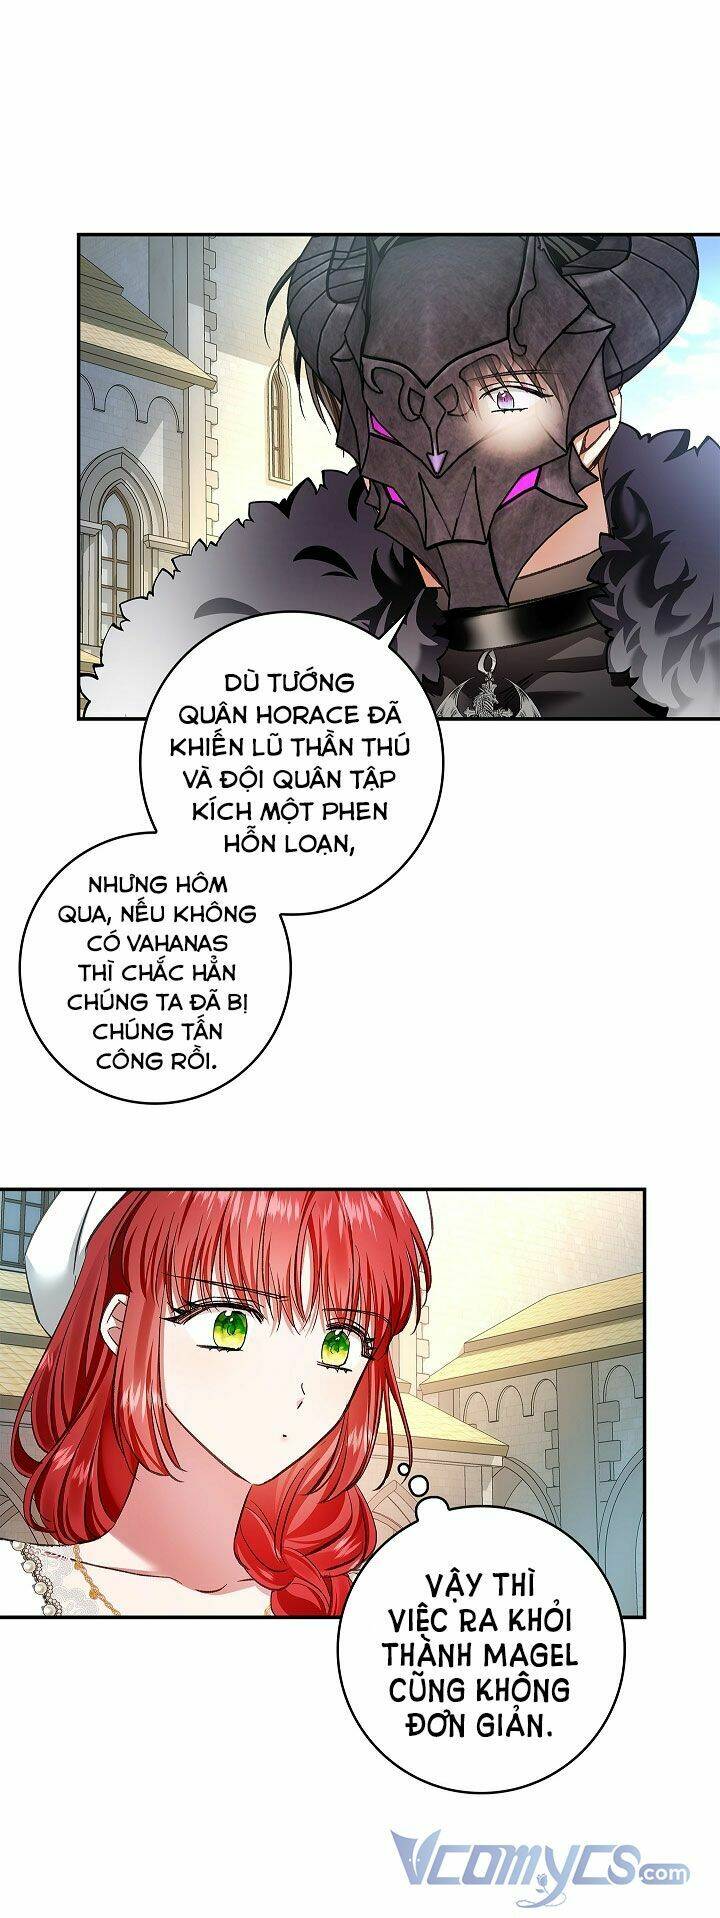 DÙ TƯỚNG
QUÂN HORACE ĐÃ
KHIẾN LŨ THẦN THÚ
VÀ ĐỘI QUÂN TẬP
KÍCH MỘT PHEN
HỖN LOẠN,
NHƯNG HÔM
QUA, NẾU KHÔNG
CÓ VAHANAS
THÌ CHẮC HẲN
CHÚNG TA ĐÃ BỊ
CHÚNG TẤN
CÔNG RỒI.
VẬY THÌ
VIỆC RA KHỎI
THÀNH MAGEL
CŨNG KHÔNG
ĐƠN GIẢN.
VCOMYCS.com